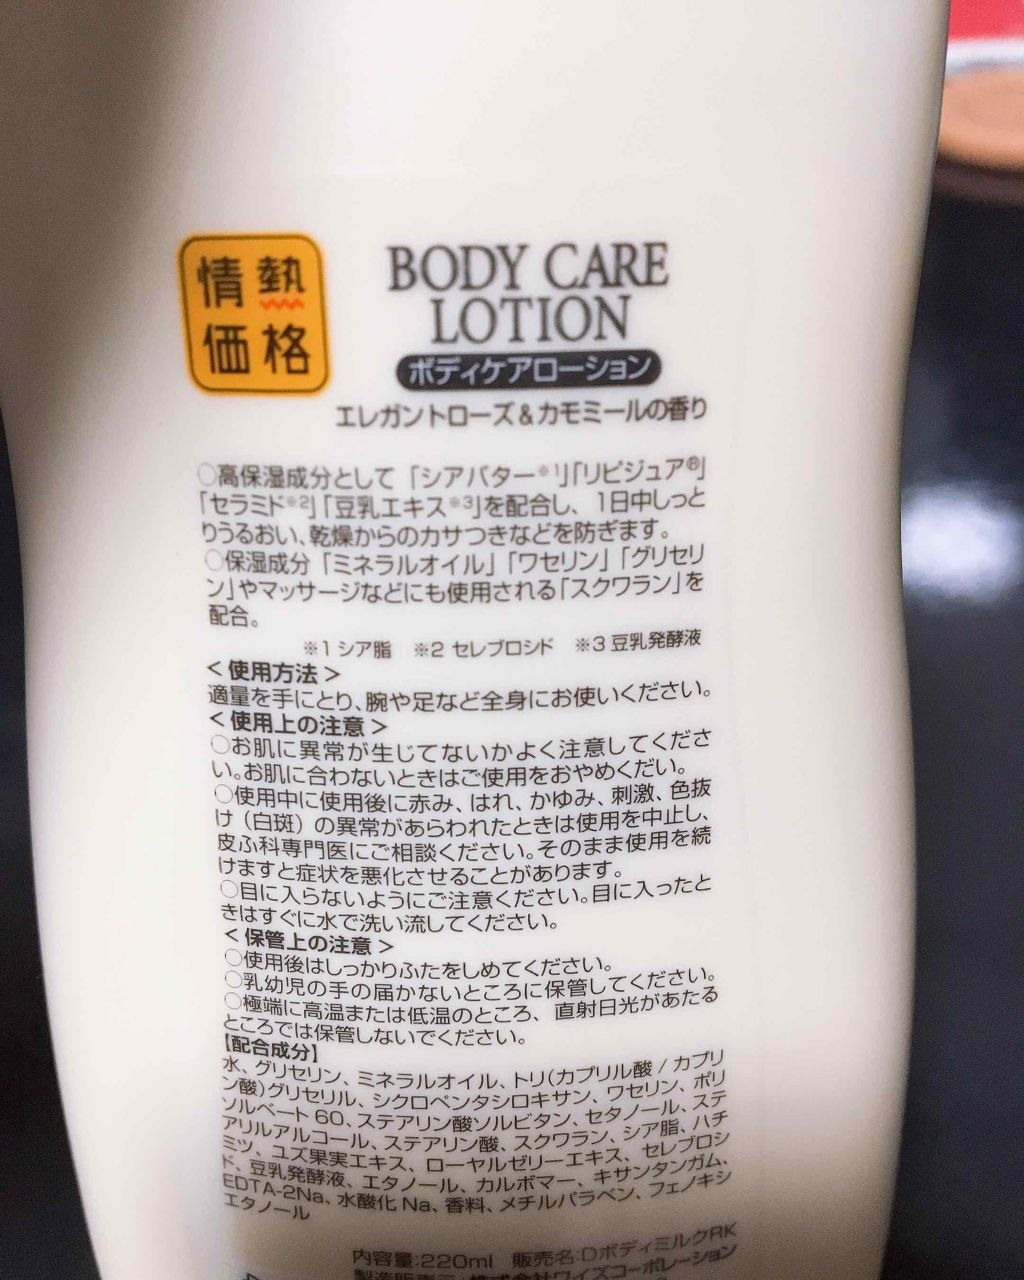 情熱
価格
BODY CARE
LOTION
ボディケアローション
エレガントローズ&カモミールの香り
○高保湿成分として「シアバター※1」「リピジュア®」
「セラミド※2」「豆乳エキス※3」を配合し、1日中しっと
りうるおい、乾燥からのカサつきなどを防ぎます。
○保湿成分「ミネラルオイル」「ワセリン」「グリセリ
ン」やマッサージなどにも使用される「スクワラン」を
配合。
※1 シア脂 ※2 セレブロシド ※3 豆乳発酵液
<使用方法>
適量を手にとり、腕や足など全身にお使いください。
<使用上の注意>
○お肌に異常が生じてないかよく注意してくださ
い。お肌に合わないときはご使用をおやめくだい。
○使用中に使用後に赤み、はれ、かゆみ、刺激、色抜
け(白斑)の異常があらわれたときは使用を中止し、
皮ふ科専門医にご相談ください。そのまま使用を続
けますと症状を悪化させることがあります。
○目に入らないようにご注意ください。目に入ったと
きはすぐに水で洗い流してください。
<保管上の注意>
○使用後はしっかりふたをしめてください。
○乳幼児の手の届かないところに保管してください。
○極端に高温または低温のところ、直射日光があたる
ところでは保管しないでください。
【配合成分】
水、グリセリン、ミネラルオイル、トリ(カプリル酸/カプリ
ン酸)グリセリル、シクロペンタシロキサン、ワセリン、ポリ
ソルベート60、ステアリン酸ソルビタン、セタノール、ステ
アリルアルコール、ステアリン酸、スクワラン、シア脂、ハチ
ミツ、ユズ果実エキス、ローヤルゼリーエキス、セレブロシ
ド、豆乳発酵液、エタノール、カルボマー、キサンタンガム、
EDTA-2Na、水酸化Na、香料、メチルパラベン、フェノキシ
エタノール
内容量:220ml 販売名:DボディミルクRK
製造販売元:株式会社ワイズコーポレーション